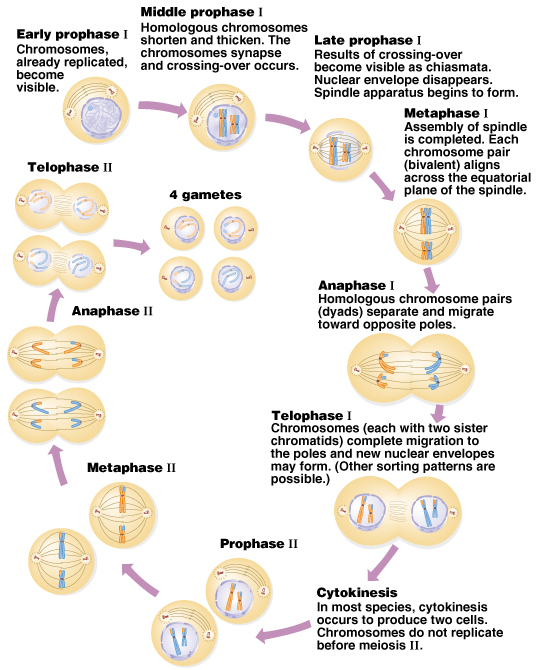 Early prophase I
Chromosomes,
already replicated,
become
visible.
Middle prophase I
Homologous chromosomes
shorten and thicken. The
chromosomes synapse
and crossing-over occurs.
Late prophase I
Results of crossing-over
become visible as chiasmata.
Nuclear envelope disappears.
Spindle apparatus begins to form.
Metaphase I
Assembly of spindle
is completed. Each
chromosome pair
(bivalent) aligns
across the equatorial
plane of the spindle.
Anaphase I
Homologous chromosome pairs
(dyads) separate and migrate
toward opposite poles.
Telophase I
Chromosomes (each with two sister
chromatids) complete migration to
the poles and new nuclear envelopes
may form. (Other sorting patterns are
possible.)
Cytokinesis
In most species, cytokinesis
occurs to produce two cells.
Chromosomes do not replicate
before meiosis II.
Prophase II
Metaphase II
Anaphase II
Telophase II
4 gametes